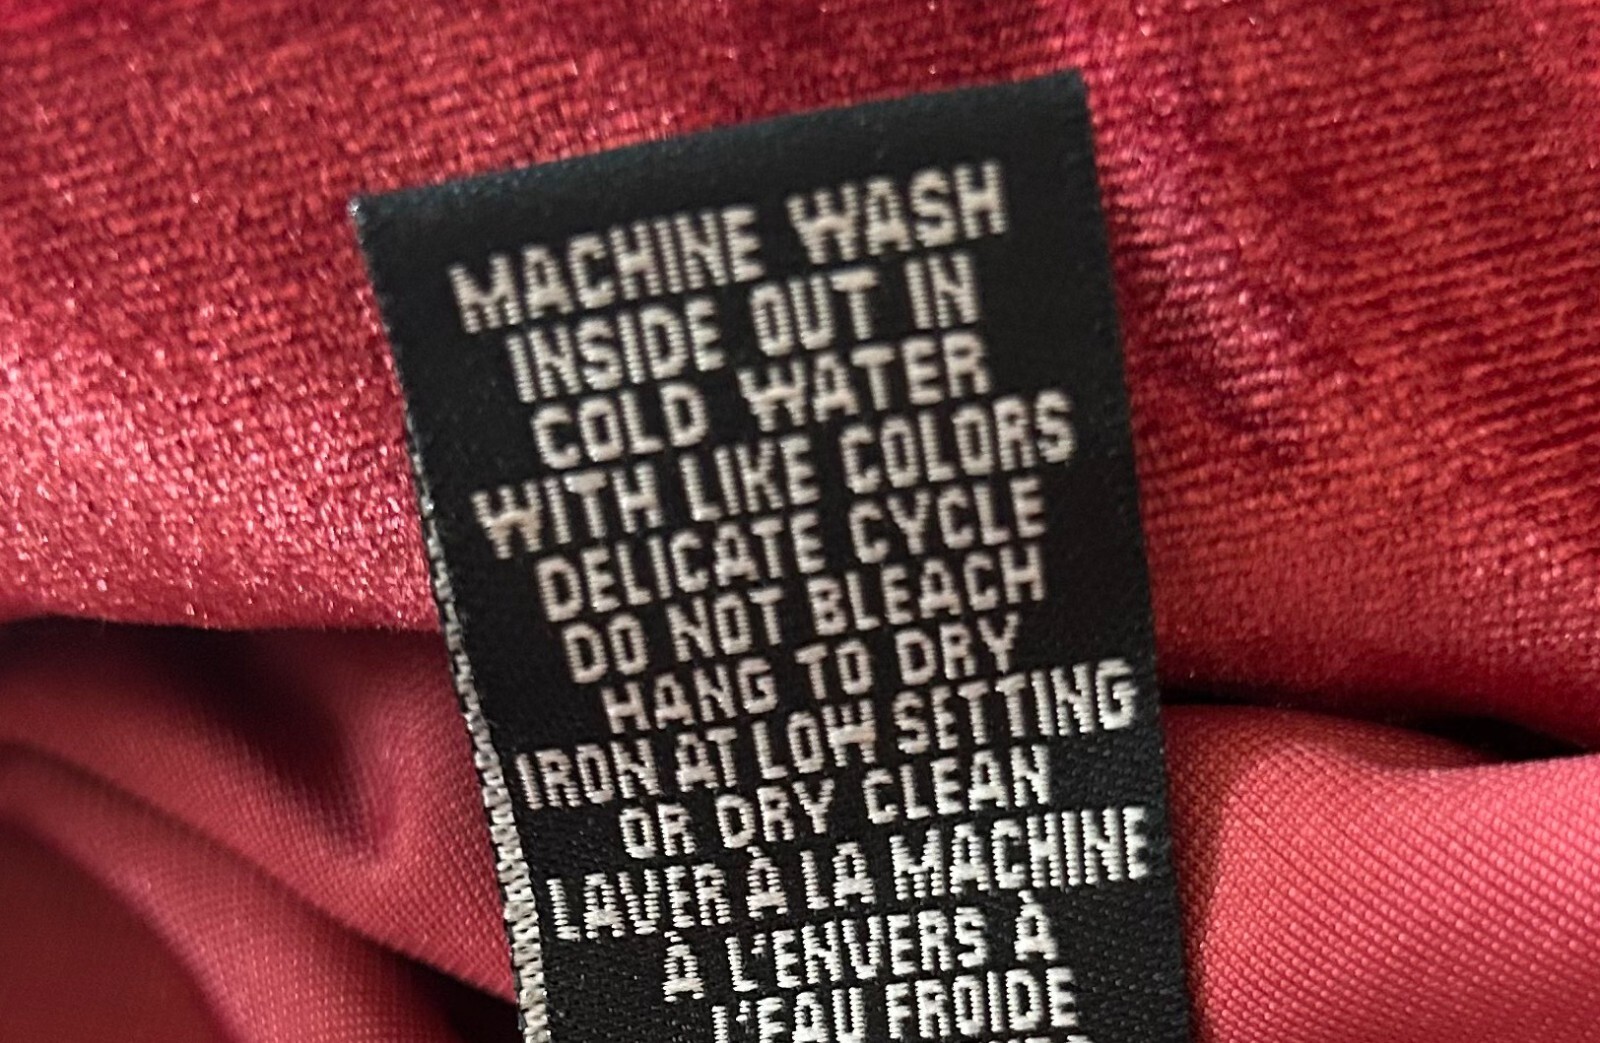 MACHINE WASH
INSIDE OUT IN
COLD WATER
WITH LIKE COLORS
DELICATE CYCLE
DO NOT BLEACH
HANG TO DRY
IRON AT LOW SETTING
OR DRY CLEAN
LAVER À LA MACHINE
À L'ENVERS À
L'EAU FROIDE